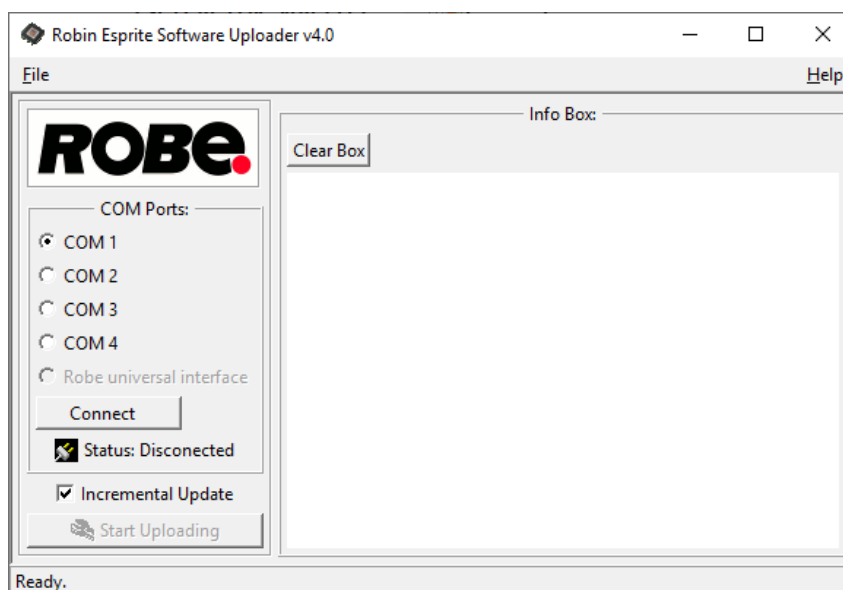 Robin Esprite Software Uploader v4.0
File
Help
ROBE
COM Ports:
COM 1
COM 2
COM 3
COM 4
Robe universal interface
Connect
Status: Disconected
Incremental Update
Start Uploading
Info Box:
Clear Box
Ready.